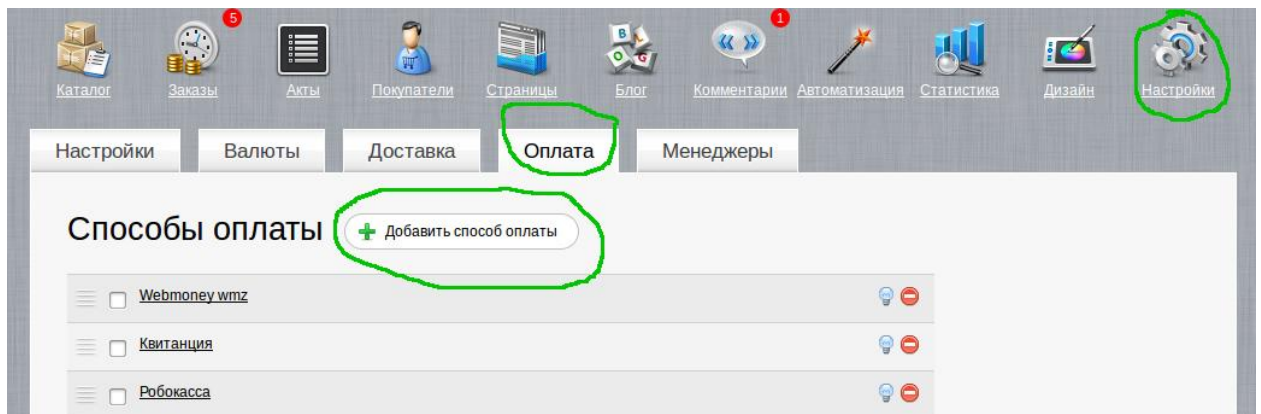 5 1
Каталог Заказы Акты Покупатели Страницы Блог Комментарии Автоматизация Статистика Дизайн Настройки
Настройки Валюты Доставка Оплата Менеджеры
Способы оплаты Добавить способ оплаты
Webmoney wmz
Квитанция
Робокасса